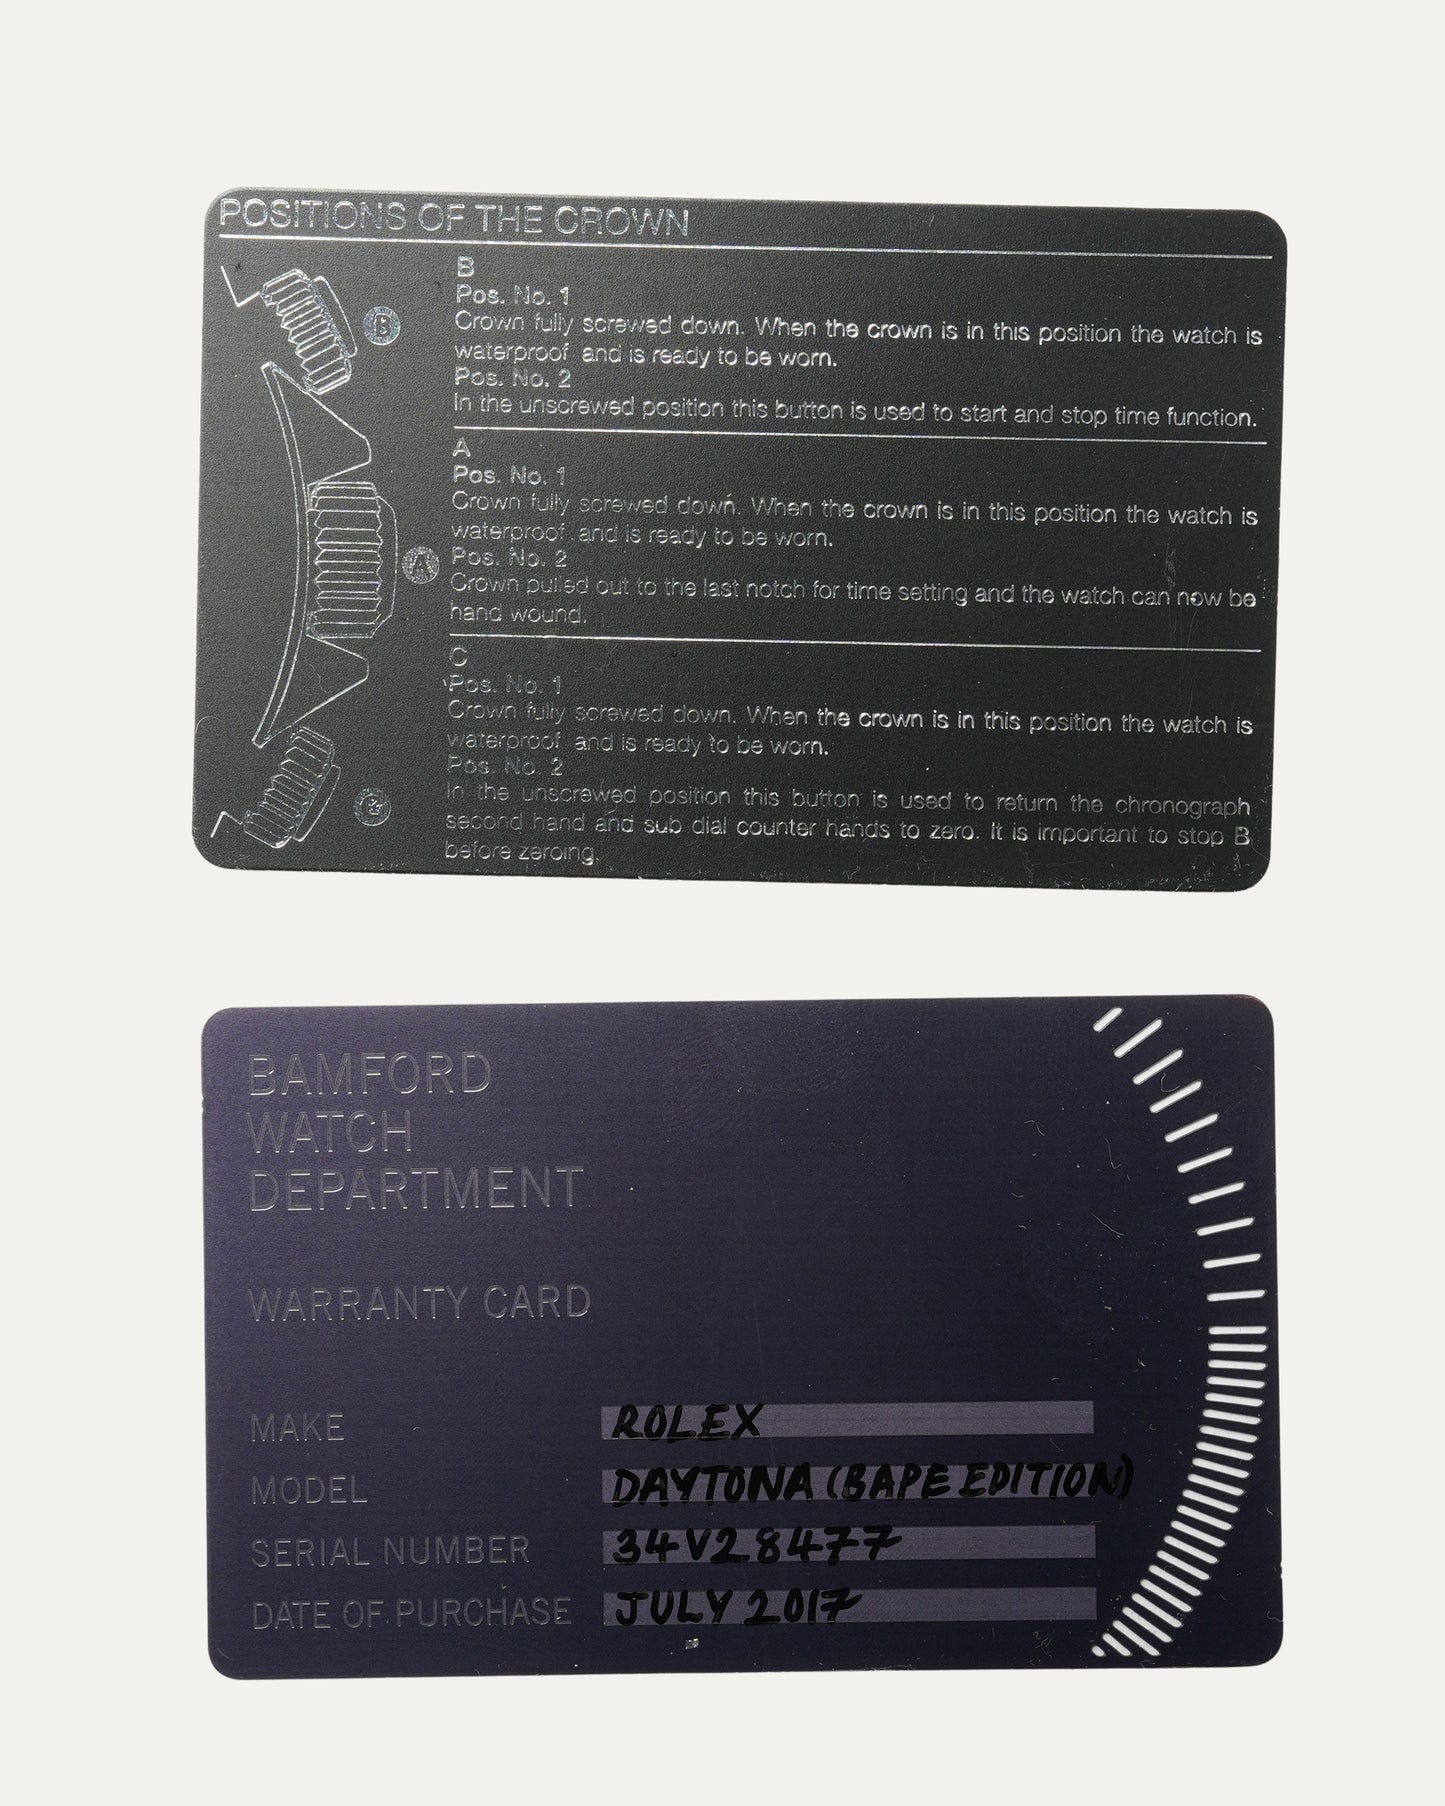 POSITIONS OF THE CROWN
B
Pos. No. 1
Crown fully screwed down. When the crown is in this position the watch is
waterproof and is ready to be worn.
Pos. No. 2
In the unscrewed position this button is used to start and stop time function.
B
A
Pos. No. 1
Crown fully screwed down. When the crown is in this position the watch is
waterproof and is ready to be worn.
Pos. No. 2
Crown pulled out to the last notch for time setting and the watch can now be
hand wound.
A
C
Pos. No. 1
Crown fully screwed down. When the crown is in this position the watch is
waterproof and is ready to be worn.
Pos. No. 2
In the unscrewed position this button is used to return the chronograph
second hand and sub dial counter hands to zero. It is important to stop B
before zeroing.
C
BAMFORD
WATCH
DEPARTMENT
WARRANTY CARD
MAKE ROLEX
MODEL DAYTONA (BAPE EDITION)
SERIAL NUMBER 34V28477
DATE OF PURCHASE JULY 2017